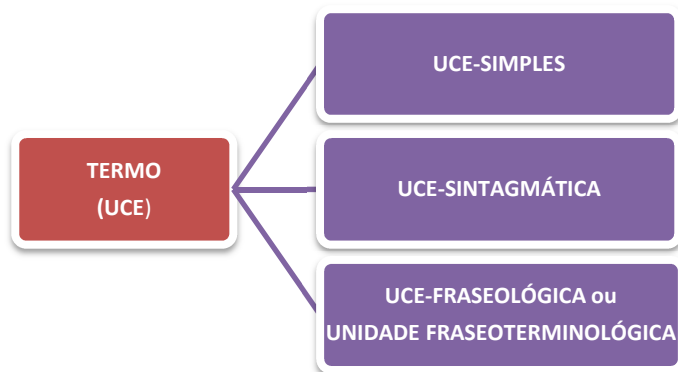 UCE-SIMPLES
TERMO
(UCE)
UCE-SINTAGMÁTICA
UCE-FRASEOLÓGICA ou
UNIDADE FRASEOTERMINOLÓGICA